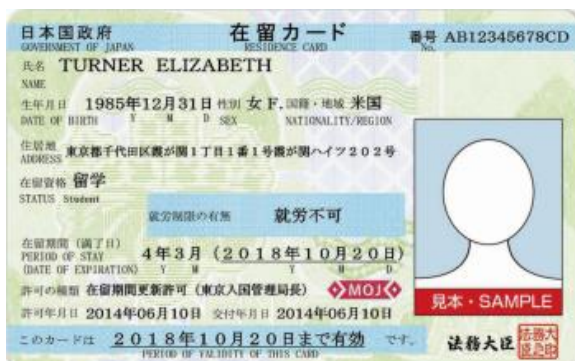 日本国政府 在留カード 番号 AB12345678CD
GOVERNMENT OF JAPAN RESIDENCE CARD No.
氏名 TURNER ELIZABETH
NAME
生年月日 1985年12月31日 性別 女 F. 国籍・地域 米国
DATE OF BIRTH Y M D SEX NATIONALITY/REGION
住居地 東京都千代田区霞が関1丁目1番1号霞が関ハイツ202号
ADDRESS
在留資格 留学
STATUS Student
就労制限の有無 就労不可
在留期間(満了日) 4年3月(2018年10月20日)
PERIOD OF STAY
(DATE OF EXPIRATION) Y M Y M D
許可の種類 在留期間更新許可(東京入国管理局長) MOJ
見本・SAMPLE
許可年月日 2014年06月10日 交付年月日 2014年06月10日
このカードは 2018年10月20日まで有効 です。
PERIOD OF VALIDITY OF THIS CARD
法務大臣